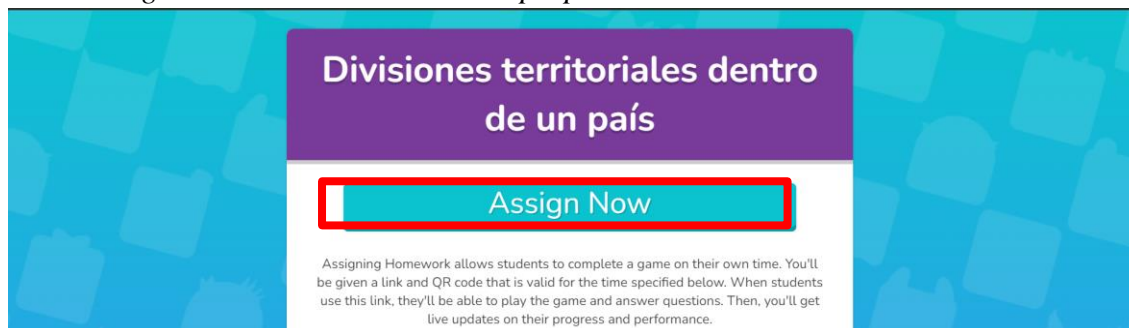 Divisiones territoriales dentro
de un país
Assign Now
Assigning Homework allows students to complete a game on their own time. You'll
be given a link and QR code that is valid for the time specified below. When students
use this link, they'll be able to play the game and answer questions. Then, you'll get
live updates on their progress and performance.